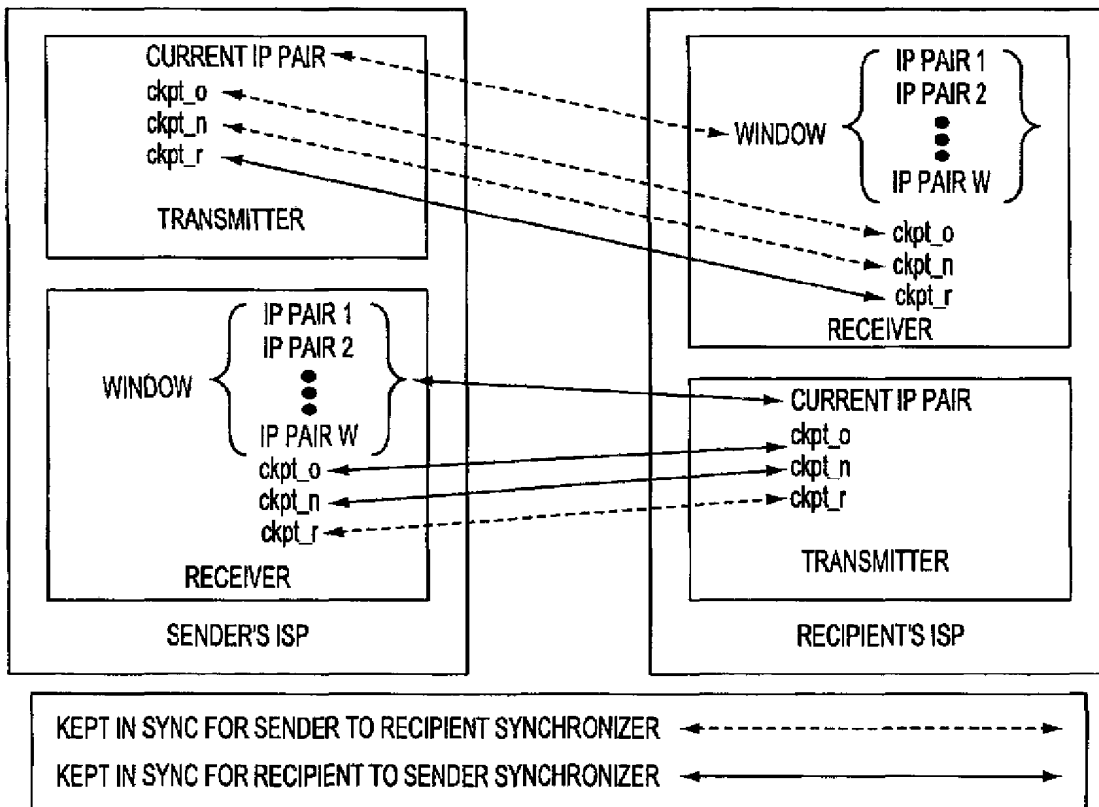 CURRENT IP PAIR
ckpt_o
ckpt_n
ckpt_r
TRANSMITTER
IP PAIR 1
IP PAIR 2
WINDOW
IP PAIR W
ckpt_o
ckpt_n
ckpt_r
RECEIVER
SENDER'S ISP
IP PAIR 1
IP PAIR 2
WINDOW
IP PAIR W
ckpt_o
ckpt_n
ckpt_r
RECEIVER
CURRENT IP PAIR
ckpt_o
ckpt_n
ckpt_r
TRANSMITTER
RECIPIENT'S ISP
KEPT IN SYNC FOR SENDER TO RECIPIENT SYNCHRONIZER
KEPT IN SYNC FOR RECIPIENT TO SENDER SYNCHRONIZER